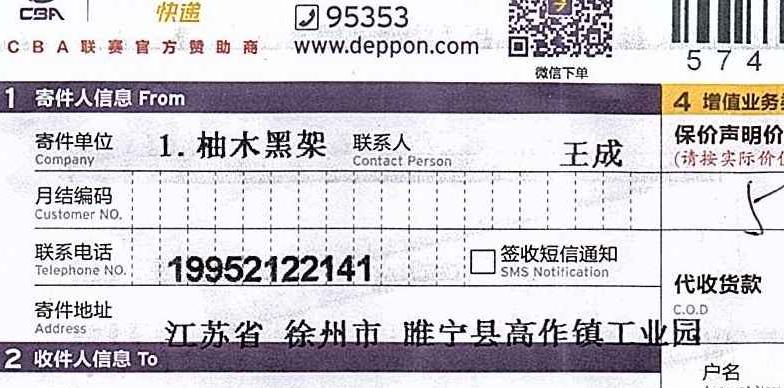 CBA 快递 95353
CBA联赛官方赞助商 www.deppon.com
微信下单
574
1 寄件人信息 From
4 增值业务
寄件单位 1. 柚木黑架 联系人 王成
Company Contact Person
保价声明价
(请按实际价
月结编码
Customer NO.
联系电话 19952122141 签收短信通知
Telephone NO. SMS Notification
代收货款
C.O.D
寄件地址
Address
江苏省 徐州市 睢宁县高作镇工业园
2 收件人信息 To
户名